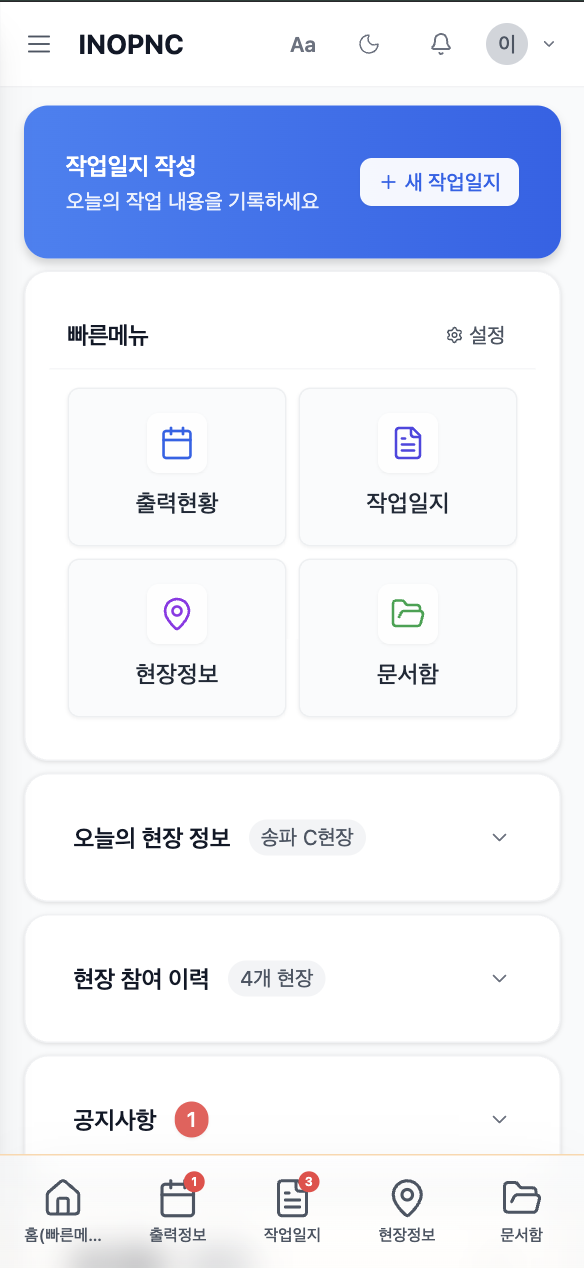 INOPNC
Aa
이
작업일지 작성
오늘의 작업 내용을 기록하세요
+ 새 작업일지
빠른메뉴
설정
출력현황
작업일지
현장정보
문서함
오늘의 현장 정보
송파 C현장
현장 참여 이력
4개 현장
공지사항
1
1
3
홈(빠른메...
출력정보
작업일지
현장정보
문서함